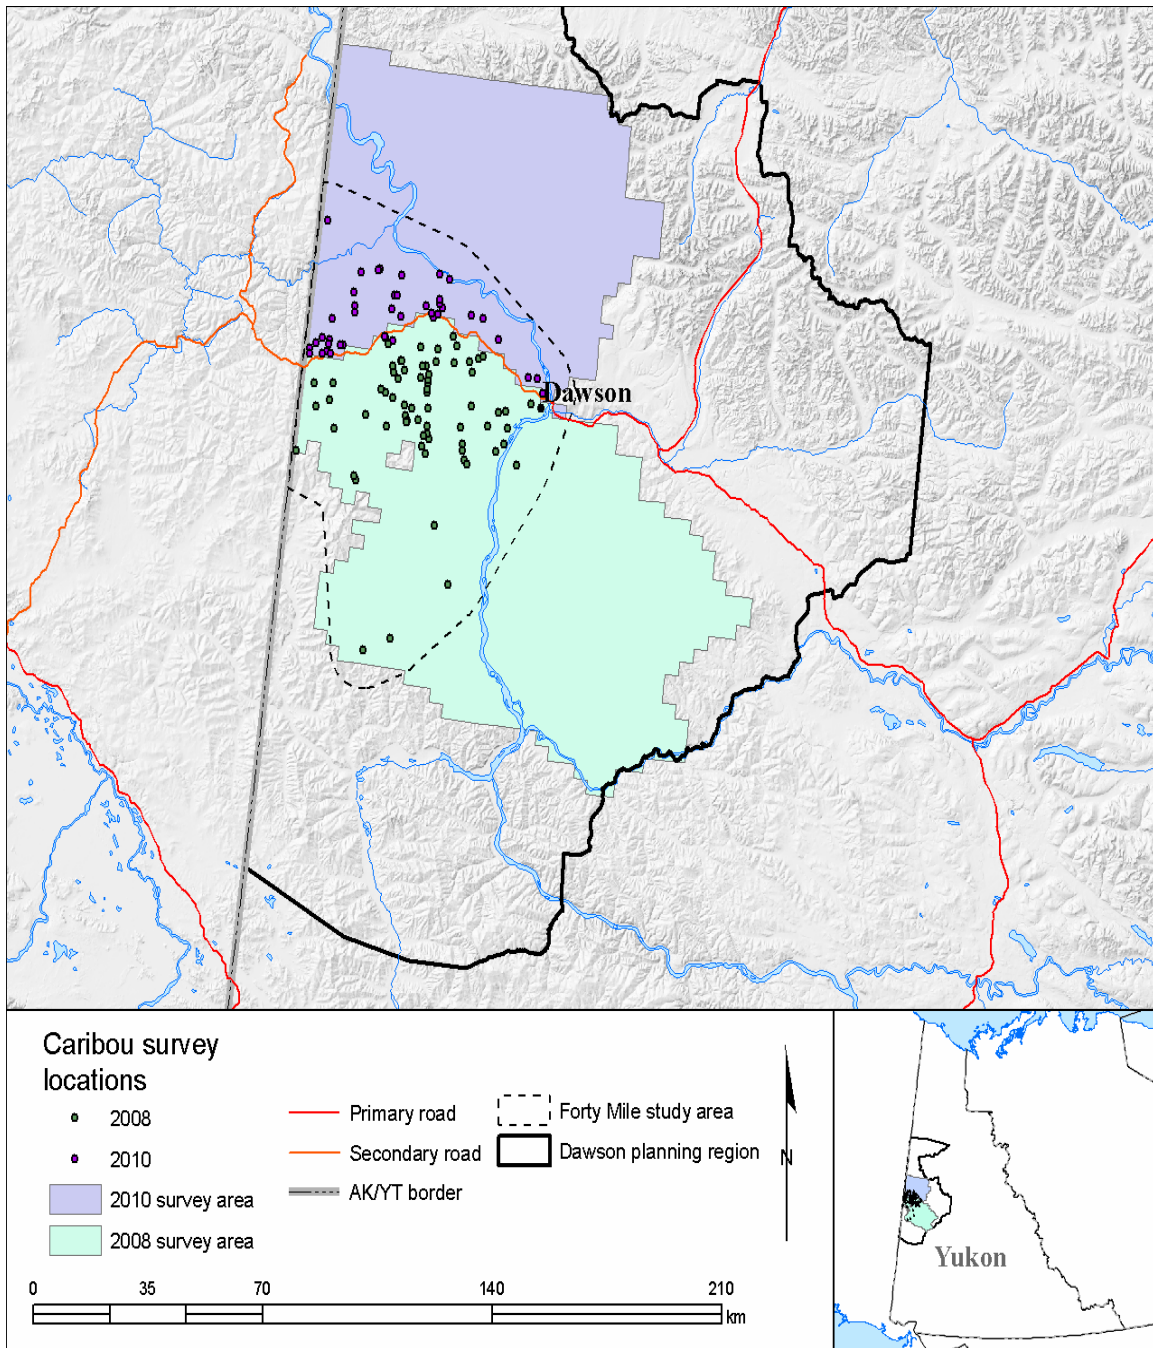 Dawson
Caribou survey
locations
2008
2010
2010 survey area
2008 survey area
Primary road
Secondary road
AK/YT border
Forty Mile study area
Dawson planning region
N
0 35 70 140 210
km
Yukon